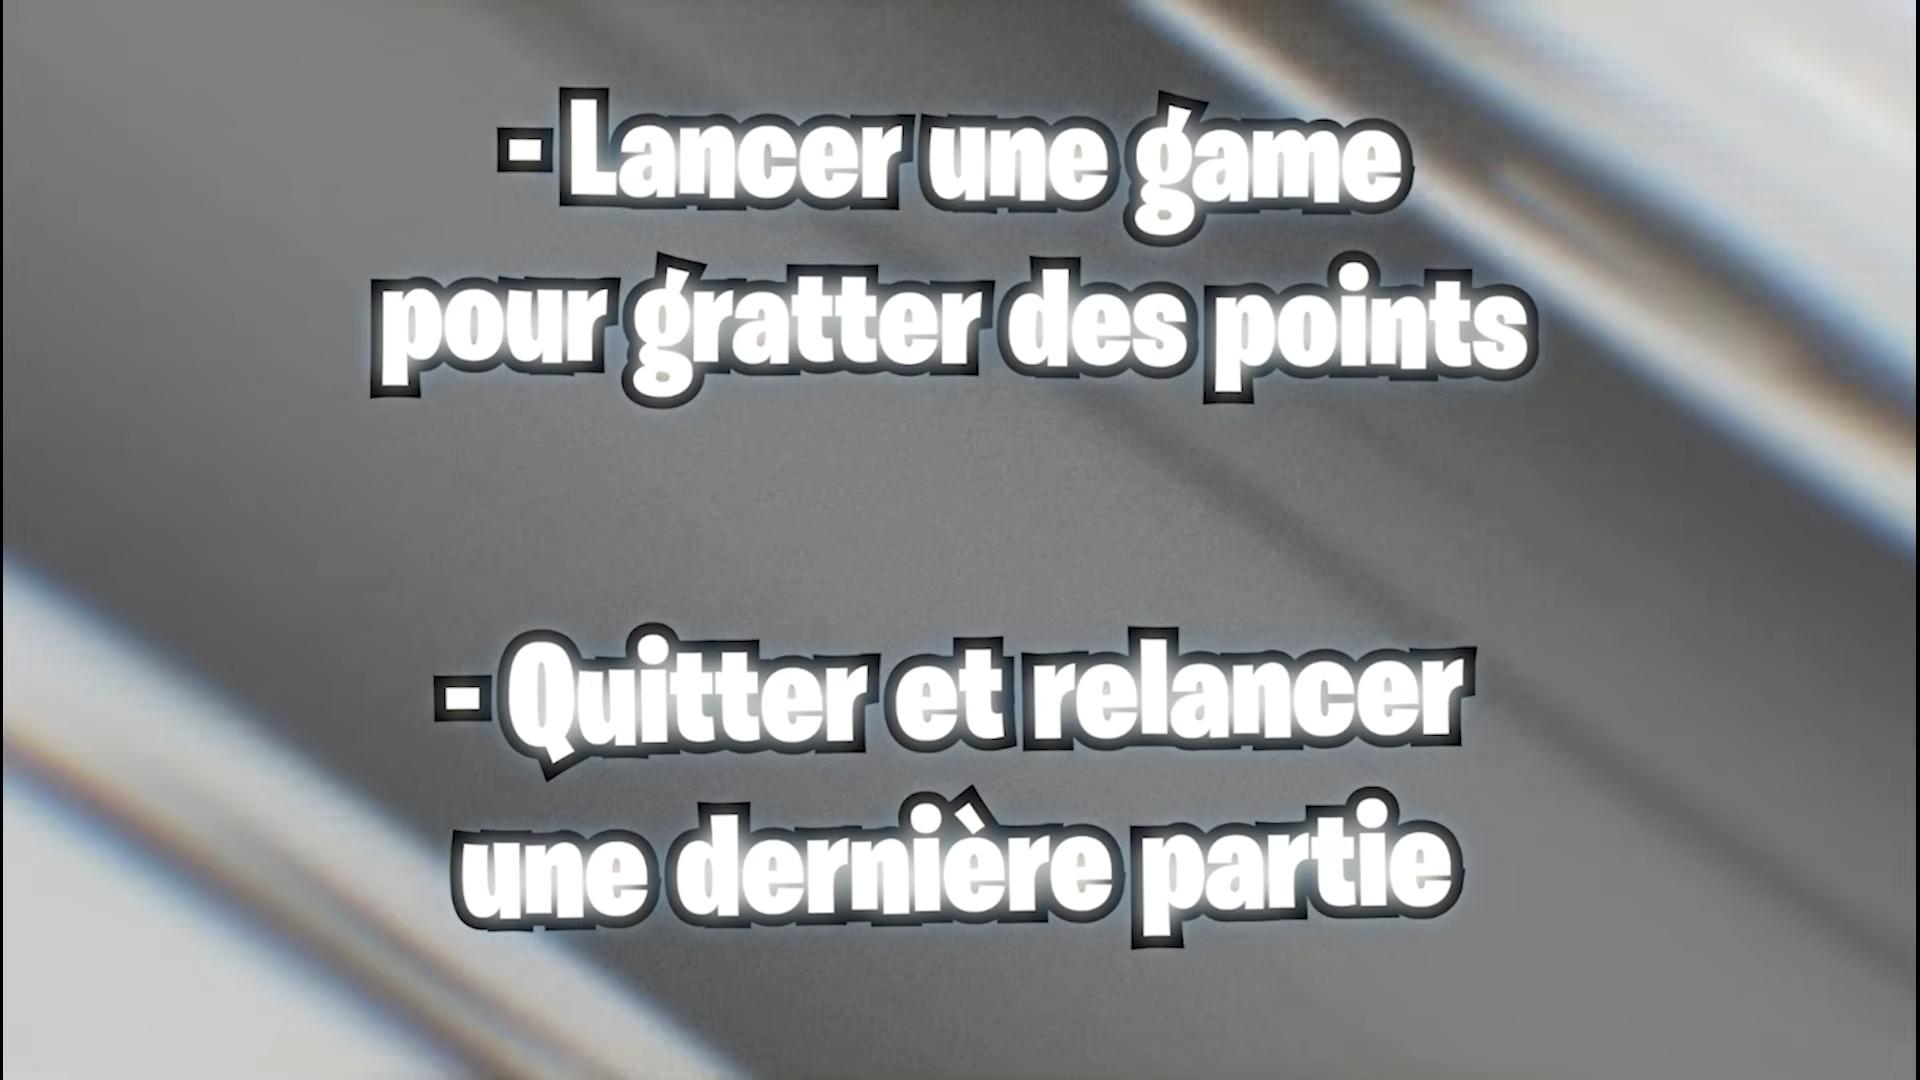 - Lancer une game
pour gratter des points
- Quitter et relancer
une dernière partie